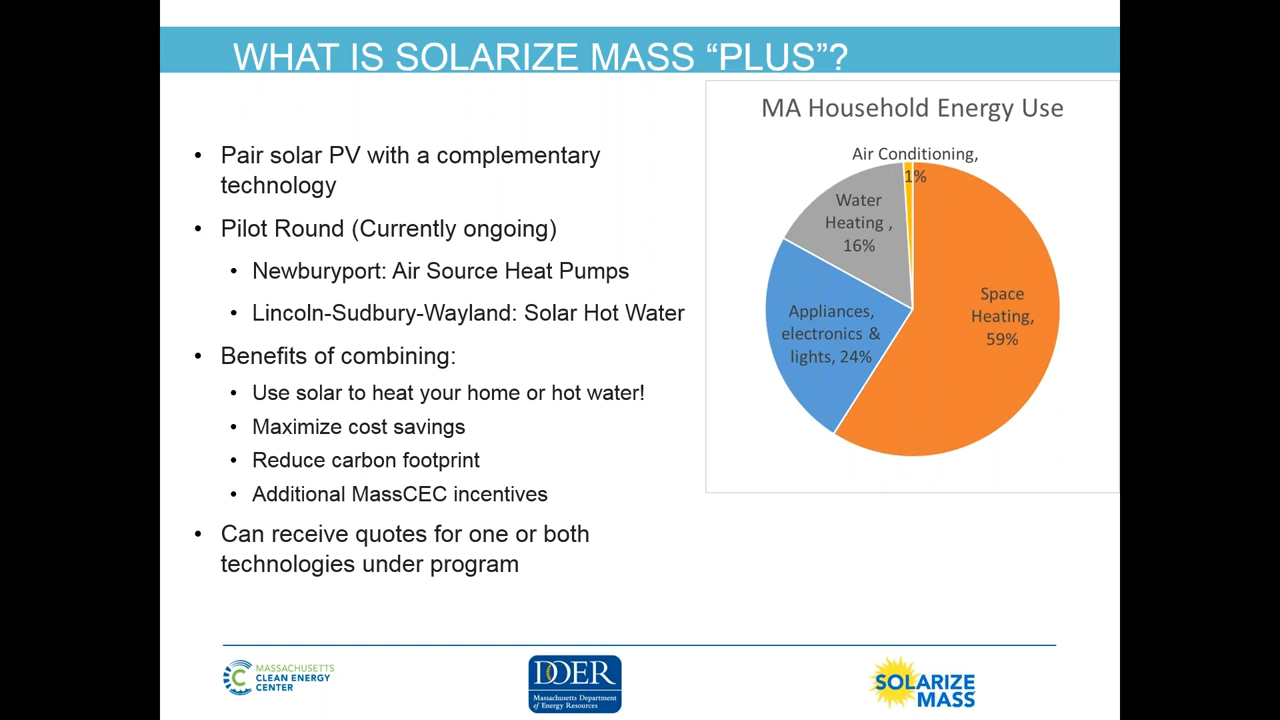 WHAT IS SOLARIZE MASS “PLUS”?
• Pair solar PV with a complementary
technology
• Pilot Round (Currently ongoing)
• Newburyport: Air Source Heat Pumps
• Lincoln-Sudbury-Wayland: Solar Hot Water
• Benefits of combining:
• Use solar to heat your home or hot water!
• Maximize cost savings
• Reduce carbon footprint
• Additional MassCEC incentives
• Can receive quotes for one or both
technologies under program
MA Household Energy Use
Air Conditioning,
1%
Water
Heating ,
16%
Space
Heating,
59%
Appliances,
electronics &
lights, 24%
MASSACHUSETTS
CLEAN ENERGY
CENTER
DOER
Massachusetts Department
of Energy Resources
SOLARIZE
MASS